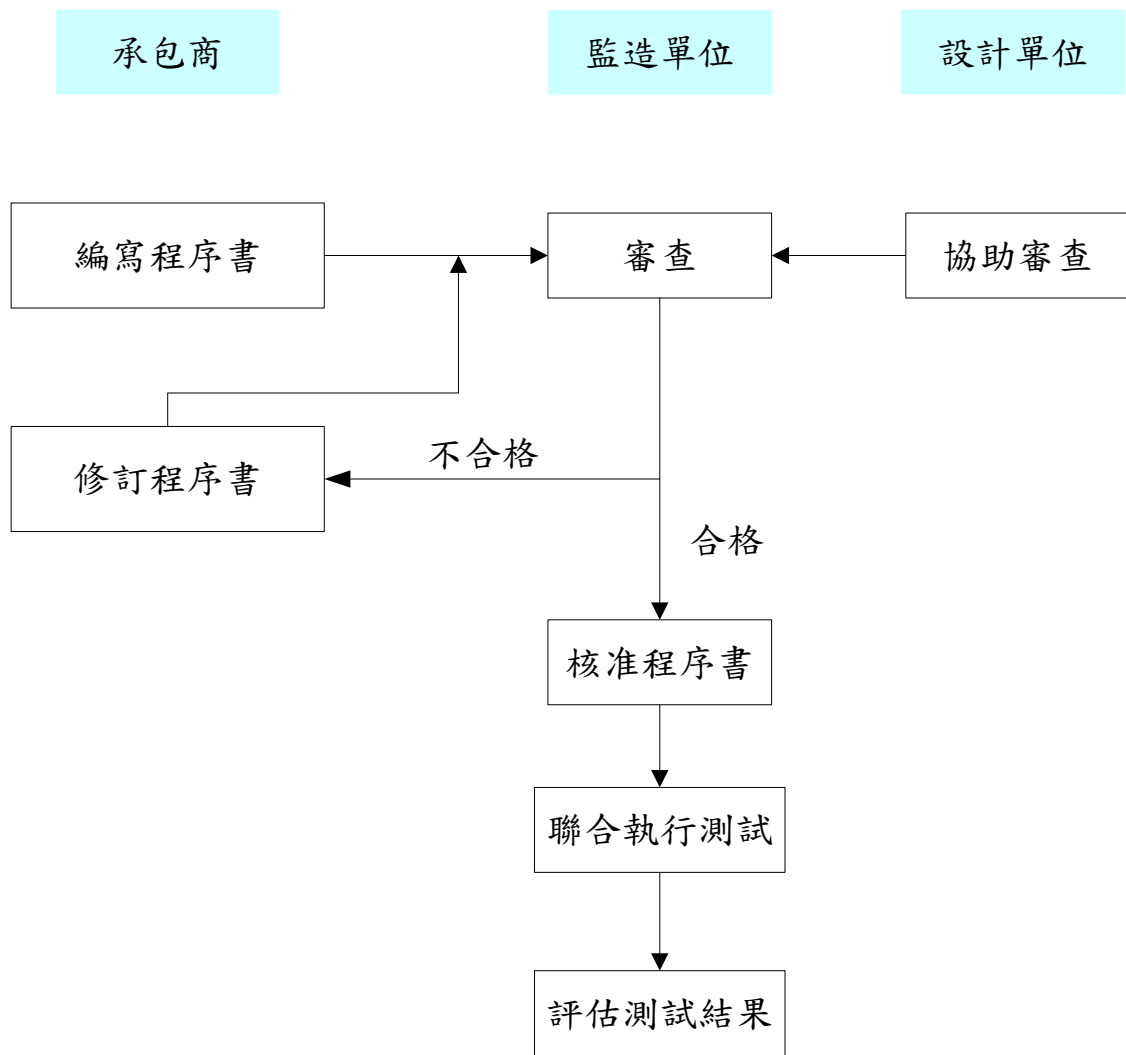 承包商
監造單位
設計單位
編寫程序書
審查
協助審查
修訂程序書
不合格
合格
核准程序書
聯合執行測試
評估測試結果